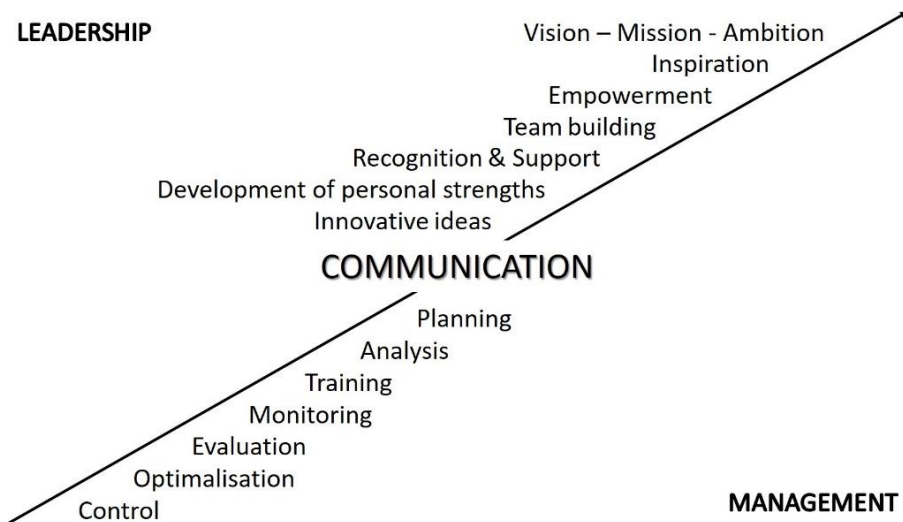 LEADERSHIP
Vision – Mission - Ambition
Inspiration
Empowerment
Team building
Recognition & Support
Development of personal strengths
Innovative ideas
COMMUNICATION
Planning
Analysis
Training
Monitoring
Evaluation
Optimalisation
Control
MANAGEMENT